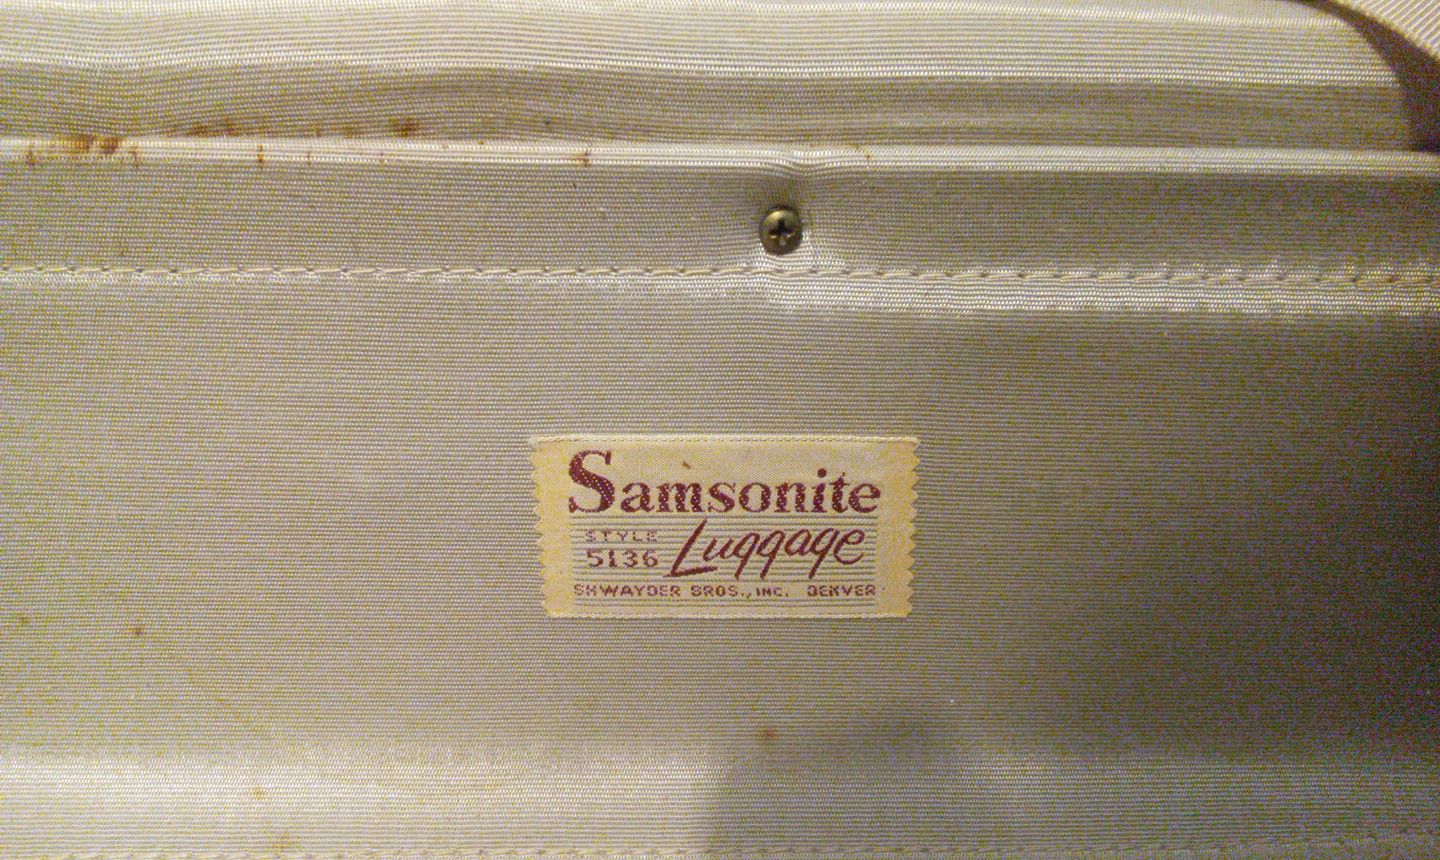 Samsonite
STYLE
5136 Luggage
SHWAYDER BROS., INC. DENVER